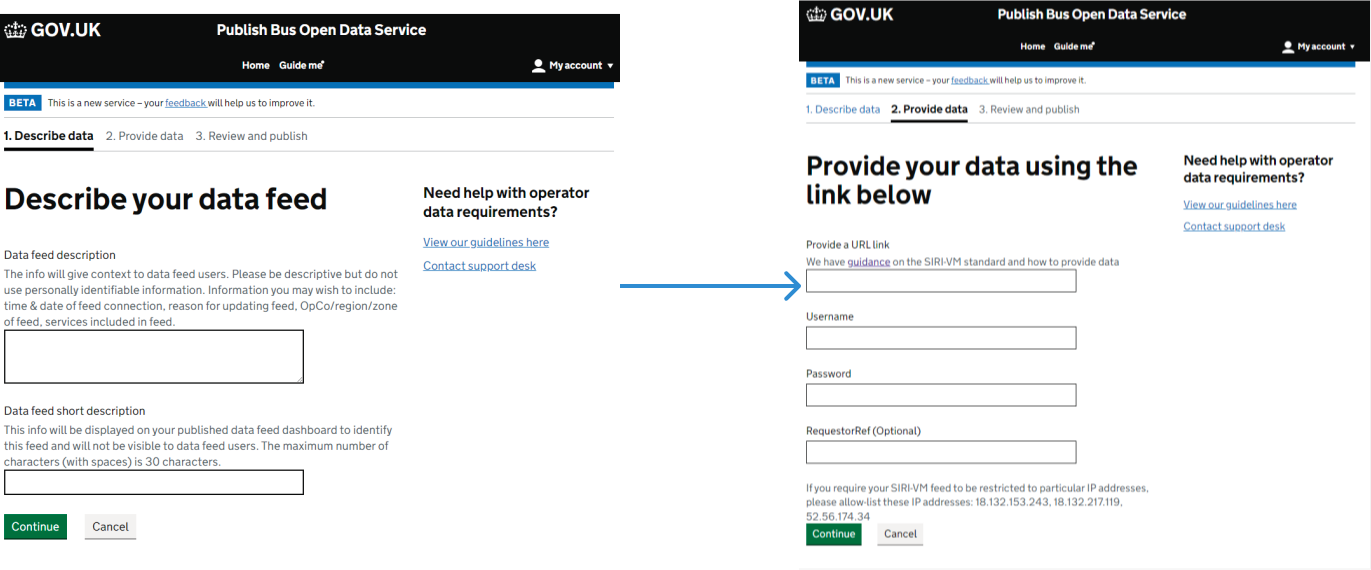 GOV.UK
Publish Bus Open Data Service
Home Guide me
My account
BETA This is a new service – your feedback will help us to improve it.
1. Describe data 2. Provide data 3. Review and publish
Describe your data feed
Data feed description
The info will give context to data feed users. Please be descriptive but do not
use personally identifiable information. Information you may wish to include:
time & date of feed connection, reason for updating feed, OpCo/region/zone
of feed, services included in feed.
Data feed short description
This info will be displayed on your published data feed dashboard to identify
this feed and will not be visible to data feed users. The maximum number of
characters (with spaces) is 30 characters.
Continue Cancel
Need help with operator
data requirements?
View our guidelines here
Contact support desk
GOV.UK
Publish Bus Open Data Service
Home Guide me
My account
BETA This is a new service – your feedback will help us to improve it.
1. Describe data 2. Provide data 3. Review and publish
Provide your data using the
link below
Provide a URL link
We have guidance on the SIRI-VM standard and how to provide data
Username
Password
RequestorRef (Optional)
If you require your SIRI-VM feed to be restricted to particular IP addresses,
please allow-list these IP addresses: 18.132.153.243, 18.132.217.119,
52.56.174.34
Continue Cancel
Need help with operator
data requirements?
View our guidelines here
Contact support desk